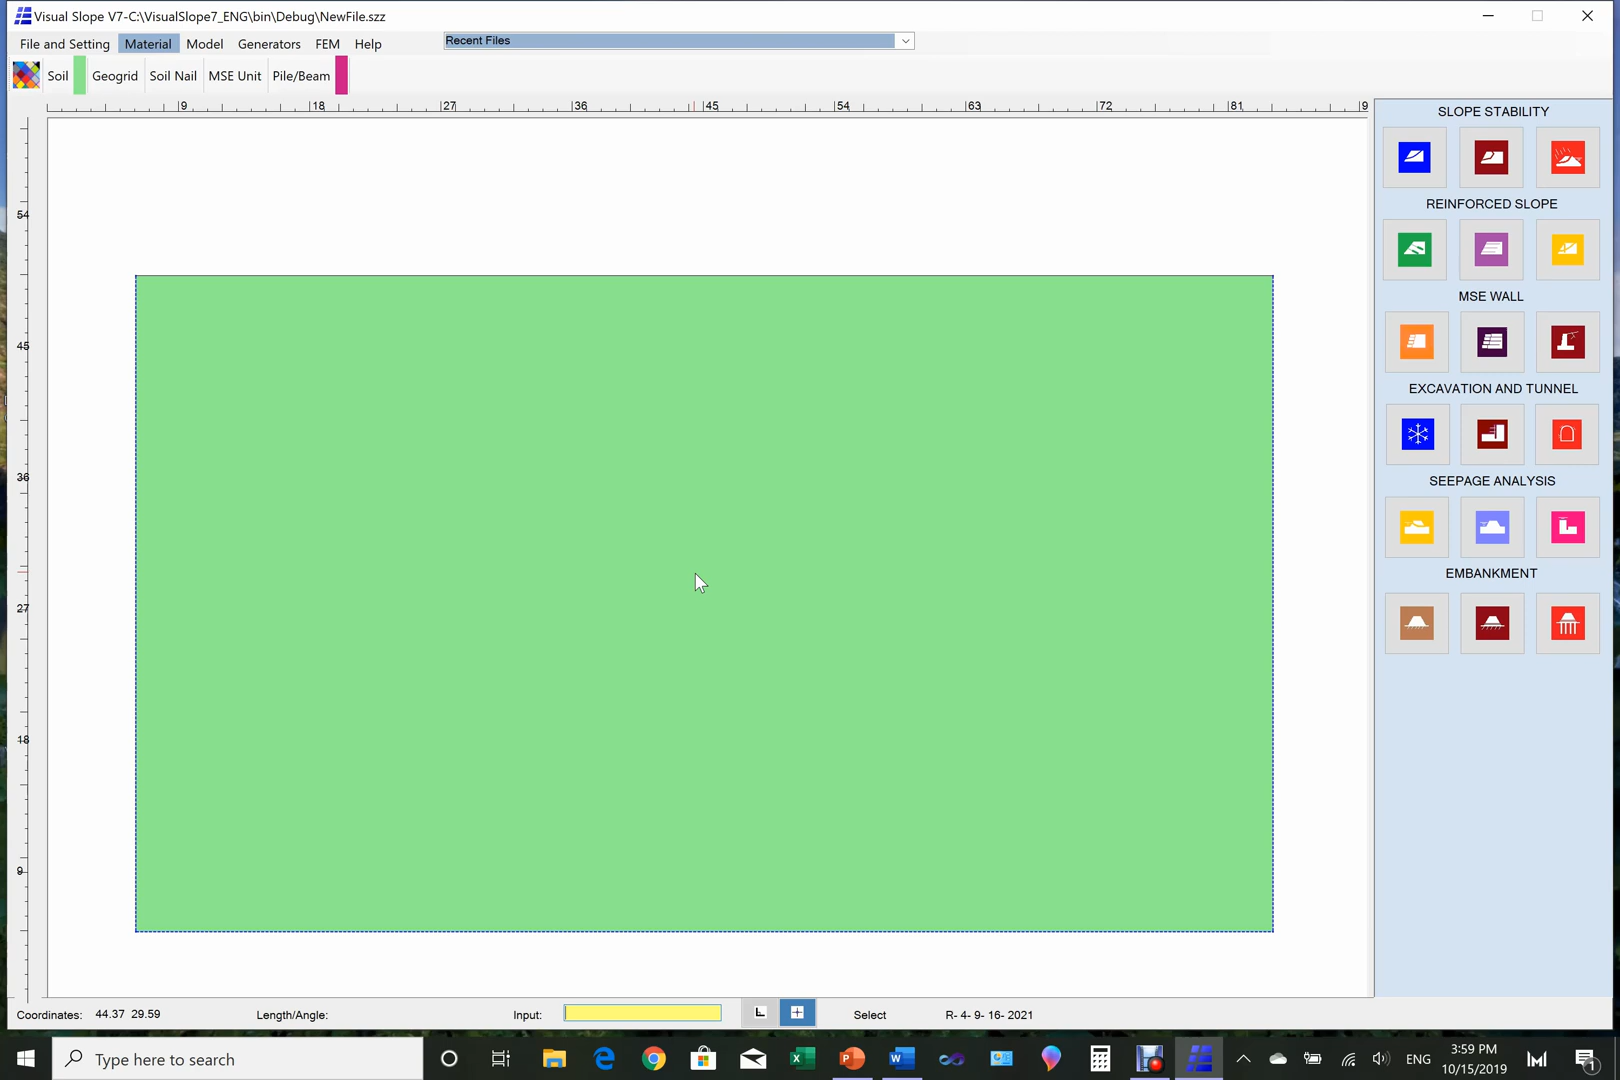 Visual Slope V7-C:\VisualSlope7_ENG\bin\Debug\NewFile.szz
File and Setting Material Model Generators FEM Help Recent Files
Soil Geogrid Soil Nail MSE Unit Pile/Beam
9 18 27 36 45 54 63 72 81 9
SLOPE STABILITY
54
REINFORCED SLOPE
MSE WALL
45
EXCAVATION AND TUNNEL
36
SEEPAGE ANALYSIS
EMBANKMENT
27
18
9
Coordinates: 44.37 29.59 Length/Angle: Input: Select R- 4- 9- 16- 2021
Type here to search ENG 3:59 PM
10/15/2019
1